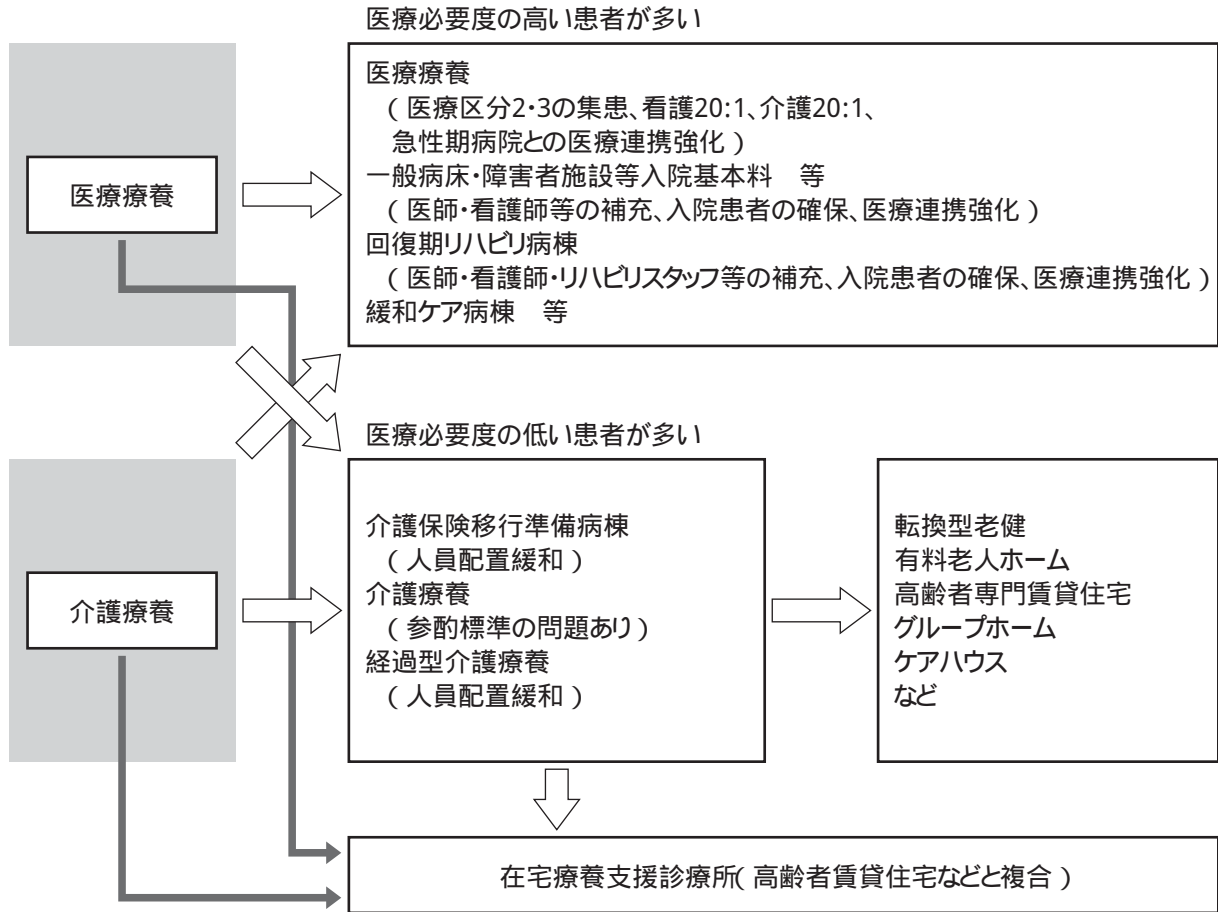 医療必要度の高い患者が多い
医療療養
医療療養
（医療区分2・3の集患、看護20:1、介護20:1、
急性期病院との医療連携強化）
一般病床・障害者施設等入院基本料　等
（医師・看護師等の補充、入院患者の確保、医療連携強化）
回復期リハビリ病棟
（医師・看護師・リハビリスタッフ等の補充、入院患者の確保、医療連携強化）
緩和ケア病棟　等
医療必要度の低い患者が多い
介護療養
介護保険移行準備病棟
（人員配置緩和）
介護療養
（参酌標準の問題あり）
経過型介護療養
（人員配置緩和）
転換型老健
有料老人ホーム
高齢者専門賃貸住宅
グループホーム
ケアハウス
など
在宅療養支援診療所（高齢者賃貸住宅などと複合）